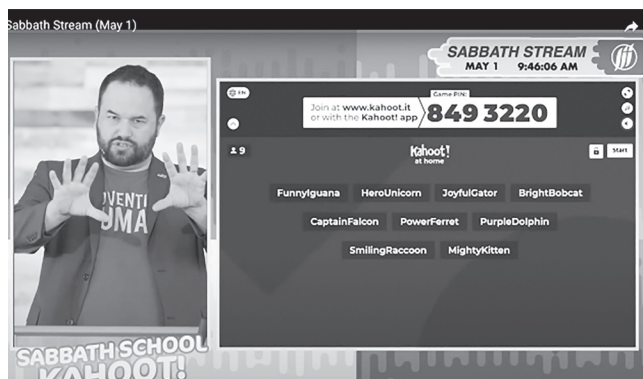 Sabbath Stream (May 1)
SABBATH STREAM
MAY 1 9:46:06 AM
EN
Game PIN:
Join at www.kahoot.it
or with the Kahoot! app
849 3220
9
Kahoot!
at home
Start
FunnyIguana HeroUnicorn JoyfulGator BrightBobcat
CaptainFalcon PowerFerret PurpleDolphin
SmilingRaccoon MightyKitten
OVENTI
UMA
SABBATH SCHOOL
KAHOOT!